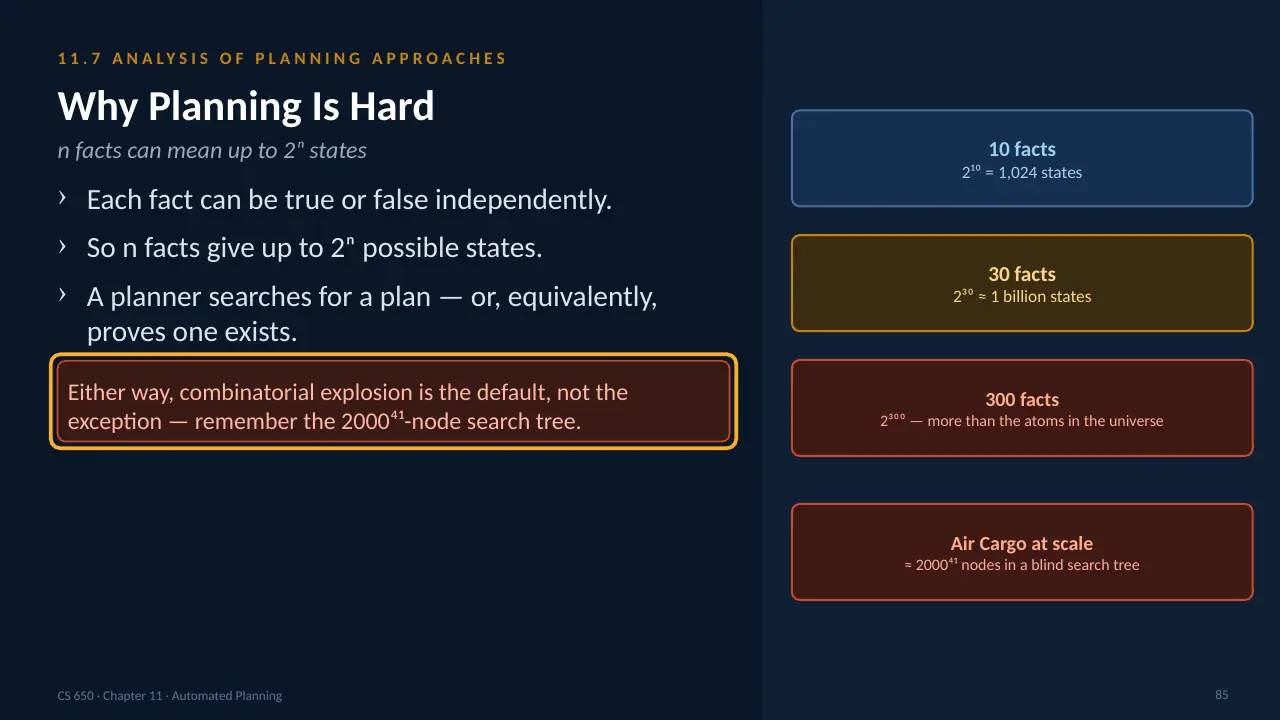 11.7 ANALYSIS OF PLANNING APPROACHES
Why Planning Is Hard
n facts can mean up to 2ⁿ states
› Each fact can be true or false independently.
› So n facts give up to 2ⁿ possible states.
› A planner searches for a plan — or, equivalently,
proves one exists.
Either way, combinatorial explosion is the default, not the
exception — remember the 2000⁴¹-node search tree.
10 facts
2¹⁰ = 1,024 states
30 facts
2³⁰ ≈ 1 billion states
300 facts
2³⁰⁰ — more than the atoms in the universe
Air Cargo at scale
≈ 2000⁴¹ nodes in a blind search tree
CS 650 · Chapter 11 · Automated Planning
85